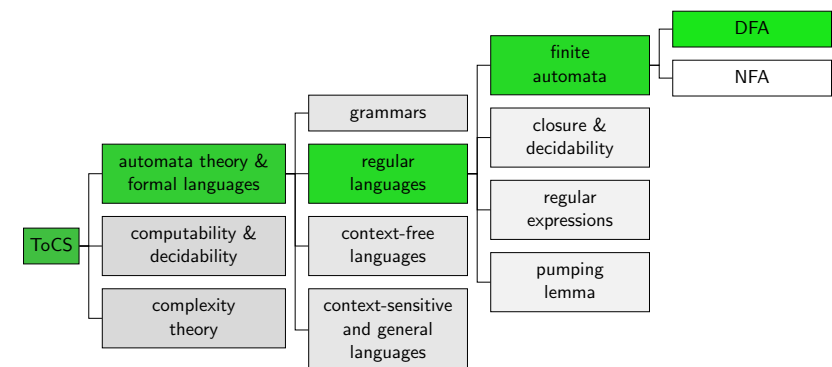 ToCS
automata theory &
formal languages
computability &
decidability
complexity
theory
grammars
regular
languages
context-free
languages
context-sensitive
and general
languages
finite
automata
closure &
decidability
regular
expressions
pumping
lemma
DFA
NFA